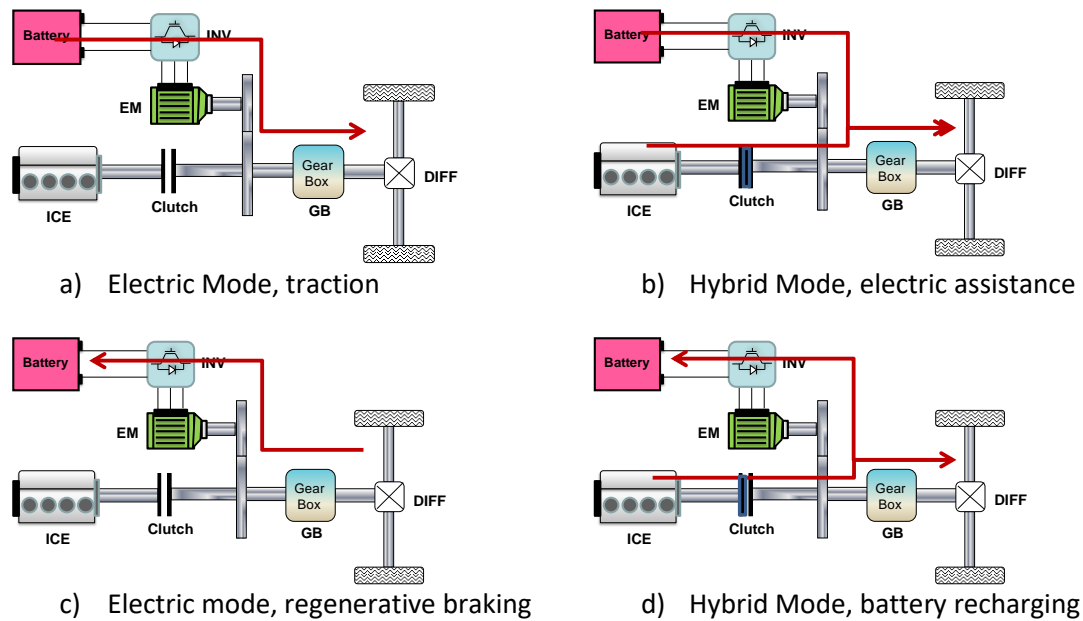 Battery
INV
EM
ICE
Clutch
Gear
Box
GB
DIFF
a) Electric Mode, traction
Battery
INV
EM
ICE
Clutch
Gear
Box
GB
DIFF
b) Hybrid Mode, electric assistance
Battery
INV
EM
ICE
Clutch
Gear
Box
GB
DIFF
c) Electric mode, regenerative braking
Battery
INV
EM
ICE
Clutch
Gear
Box
GB
DIFF
d) Hybrid Mode, battery recharging